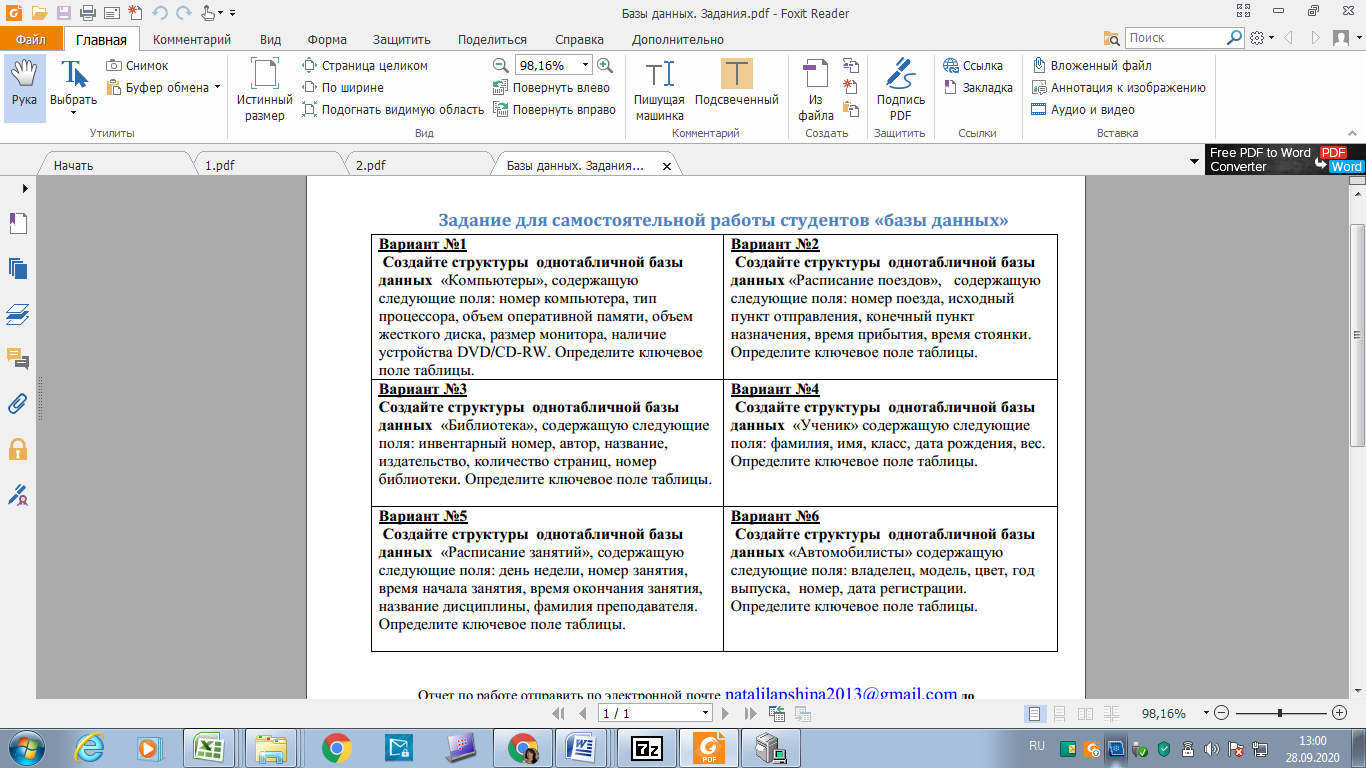 Базы данных. Задания.pdf - Foxit Reader
Файл
Главная
Комментарий
Вид
Форма
Защитить
Поделиться
Справка
Дополнительно
Поиск
Рука
Выбрать
Снимок
Буфер обмена
Утилиты
Истинный
размер
Страница целиком
По ширине
Подогнать видимую область
98,16%
Повернуть влево
Повернуть вправо
Вид
Пишущая
машинка
Подсвеченный
Комментарий
Из
файла
Создать
Подпись
PDF
Защитить
Ссылка
Закладка
Ссылки
Вложенный файл
Аннотация к изображению
Аудио и видео
Вставка
Начать
1.pdf
2.pdf
Базы данных. Задания...
Free PDF to Word
Converter
PDF
Word
Задание для самостоятельной работы студентов «базы данных»
Вариант №1
Создайте структуры однотабличной базы
данных «Компьютеры», содержащую
следующие поля: номер компьютера, тип
процессора, объем оперативной памяти, объем
жесткого диска, размер монитора, наличие
устройства DVD/CD-RW. Определите ключевое
поле таблицы.
Вариант №2
Создайте структуры однотабличной базы
данных «Расписание поездов», содержащую
следующие поля: номер поезда, исходный
пункт отправления, конечный пункт
назначения, время прибытия, время стоянки.
Определите ключевое поле таблицы.
Вариант №3
Создайте структуры однотабличной базы
данных «Библиотека», содержащую следующие
поля: инвентарный номер, автор, название,
издательство, количество страниц, номер
библиотеки. Определите ключевое поле таблицы.
Вариант №4
Создайте структуры однотабличной базы
данных «Ученик» содержащую следующие
поля: фамилия, имя, класс, дата рождения, вес.
Определите ключевое поле таблицы.
Вариант №5
Создайте структуры однотабличной базы
данных «Расписание занятий», содержащую
следующие поля: день недели, номер занятия,
время начала занятия, время окончания занятия,
название дисциплины, фамилия преподавателя.
Определите ключевое поле таблицы.
Вариант №6
Создайте структуры однотабличной базы
данных «Автомобилисты» содержащую
следующие поля: владелец, модель, цвет, год
выпуска, номер, дата регистрации.
Определите ключевое поле таблицы.
Отчет по работе отправить по электронной почте natalilapshina2013@gmail.com до
1 / 1
98,16%
7z
PDF
RU
13:00
28.09.2020